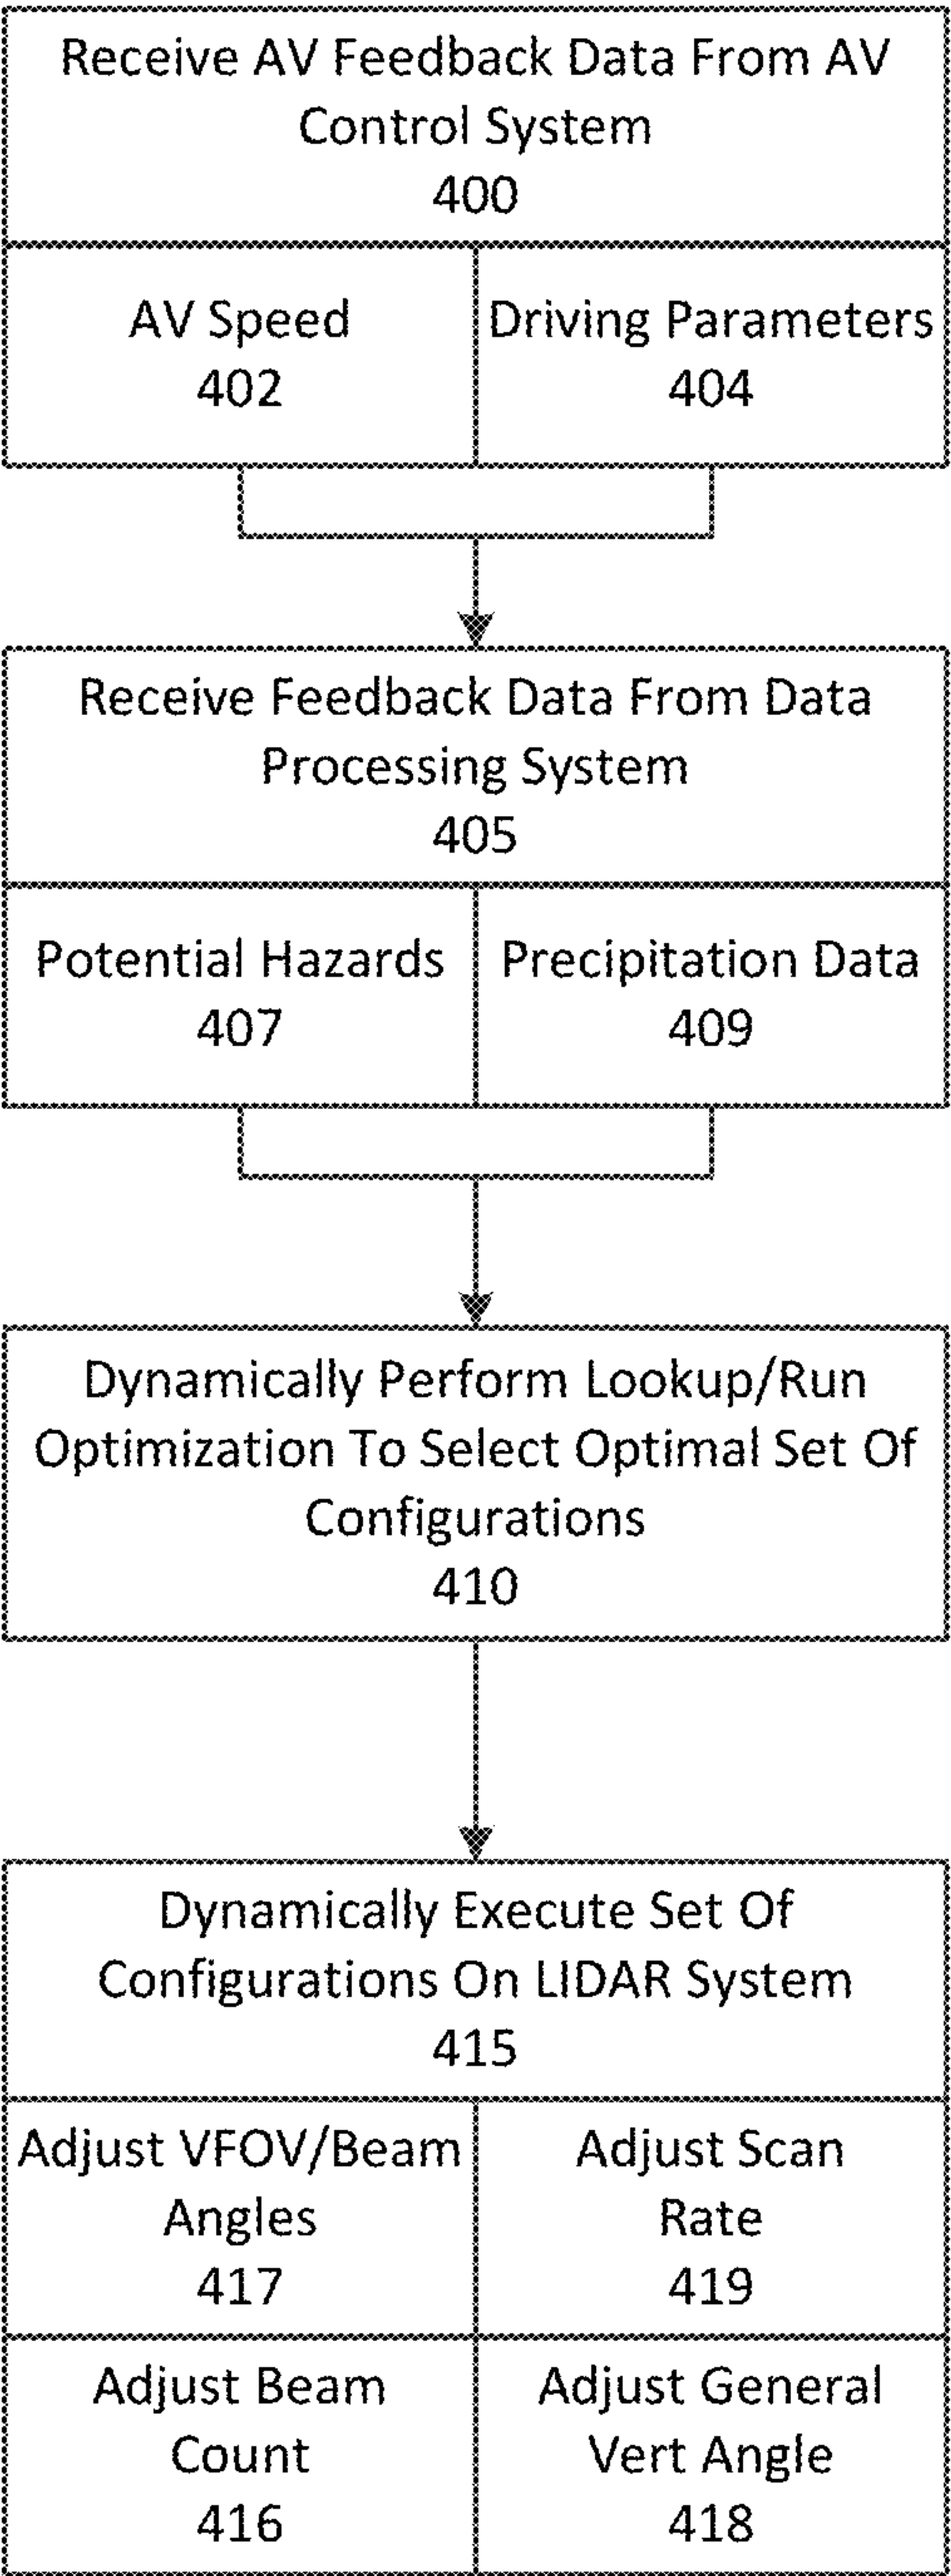 Receive AV Feedback Data From AV
Control System
400
AV Speed
402
Driving Parameters
404
Receive Feedback Data From Data
Processing System
405
Potential Hazards
407
Precipitation Data
409
Dynamically Perform Lookup/Run
Optimization To Select Optimal Set Of
Configurations
410
Dynamically Execute Set Of
Configurations On LIDAR System
415
Adjust VFOV/Beam
Angles
417
Adjust Scan
Rate
419
Adjust Beam
Count
416
Adjust General
Vert Angle
418